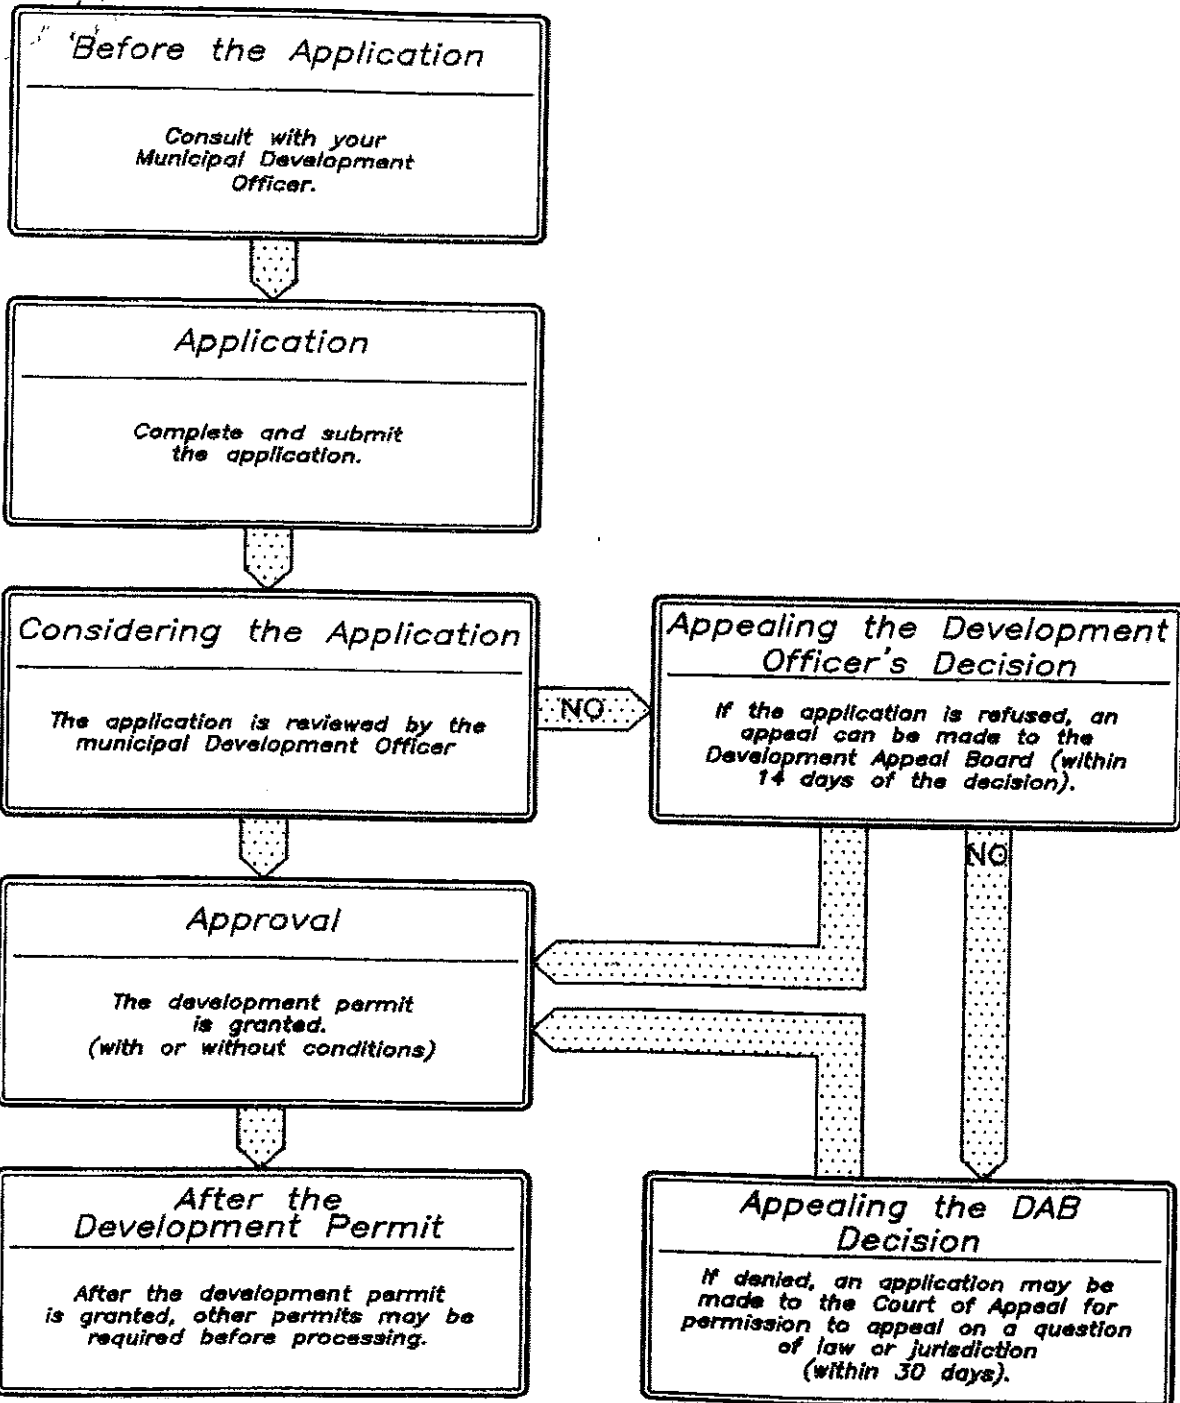 Before the Application
Consult with your
Municipal Development
Officer.
Application
Complete and submit
the application.
Considering the Application
The application is reviewed by the
municipal Development Officer
NO
Appealing the Development
Officer's Decision
If the application is refused, an
appeal can be made to the
Development Appeal Board (within
14 days of the decision).
NO
Approval
The development permit
is granted.
(with or without conditions)
After the
Development Permit
After the development permit
is granted, other permits may be
required before processing.
Appealing the DAB
Decision
If denied, an application may be
made to the Court of Appeal for
permission to appeal on a question
of law or jurisdiction
(within 30 days).